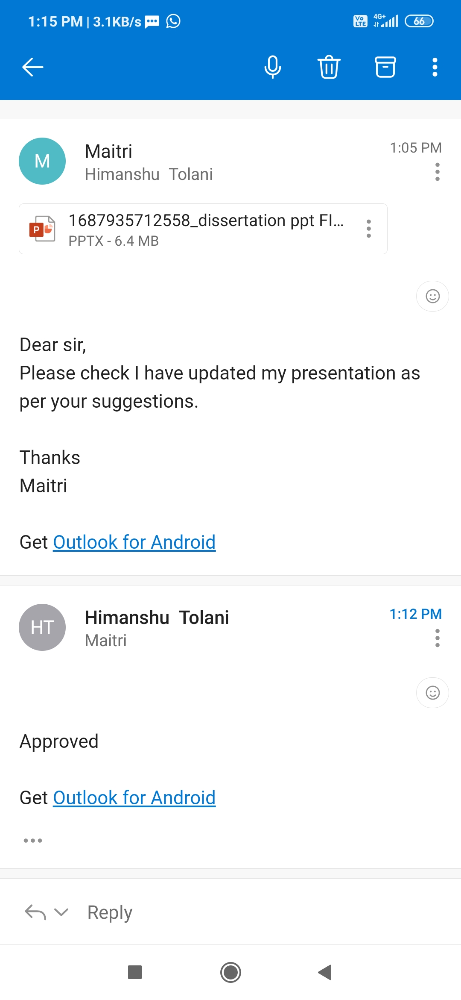 1:15 PM | 3.1KB/s
Vo LTE 4G+ 66
M
Maitri
1:05 PM
Himanshu Tolani
P
1687935712558_dissertation ppt FI...
PPTX - 6.4 MB
Dear sir,
Please check I have updated my presentation as
per your suggestions.
Thanks
Maitri
Get Outlook for Android
HT
Himanshu Tolani
1:12 PM
Maitri
Approved
Get Outlook for Android
Reply